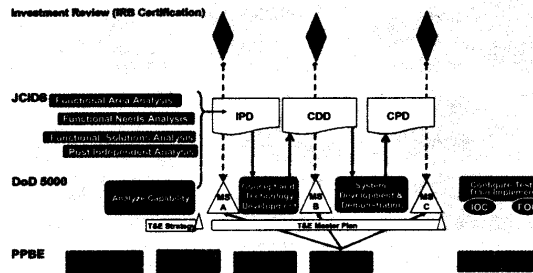 Investment Review (IRB Certification)
JCIDS
Functional Area Analysis
Functional Needs Analysis
Functional Solutions Analysis
Post Independent Analysis
IPD
CDD
CPD
DoD 5000
Analyze Capability
MS
A
Concept and
Technology
Development
MS
B
System
Development &
Demonstration
MS
C
IOC
T&E Strategy
T&E Master Plan
PPBE